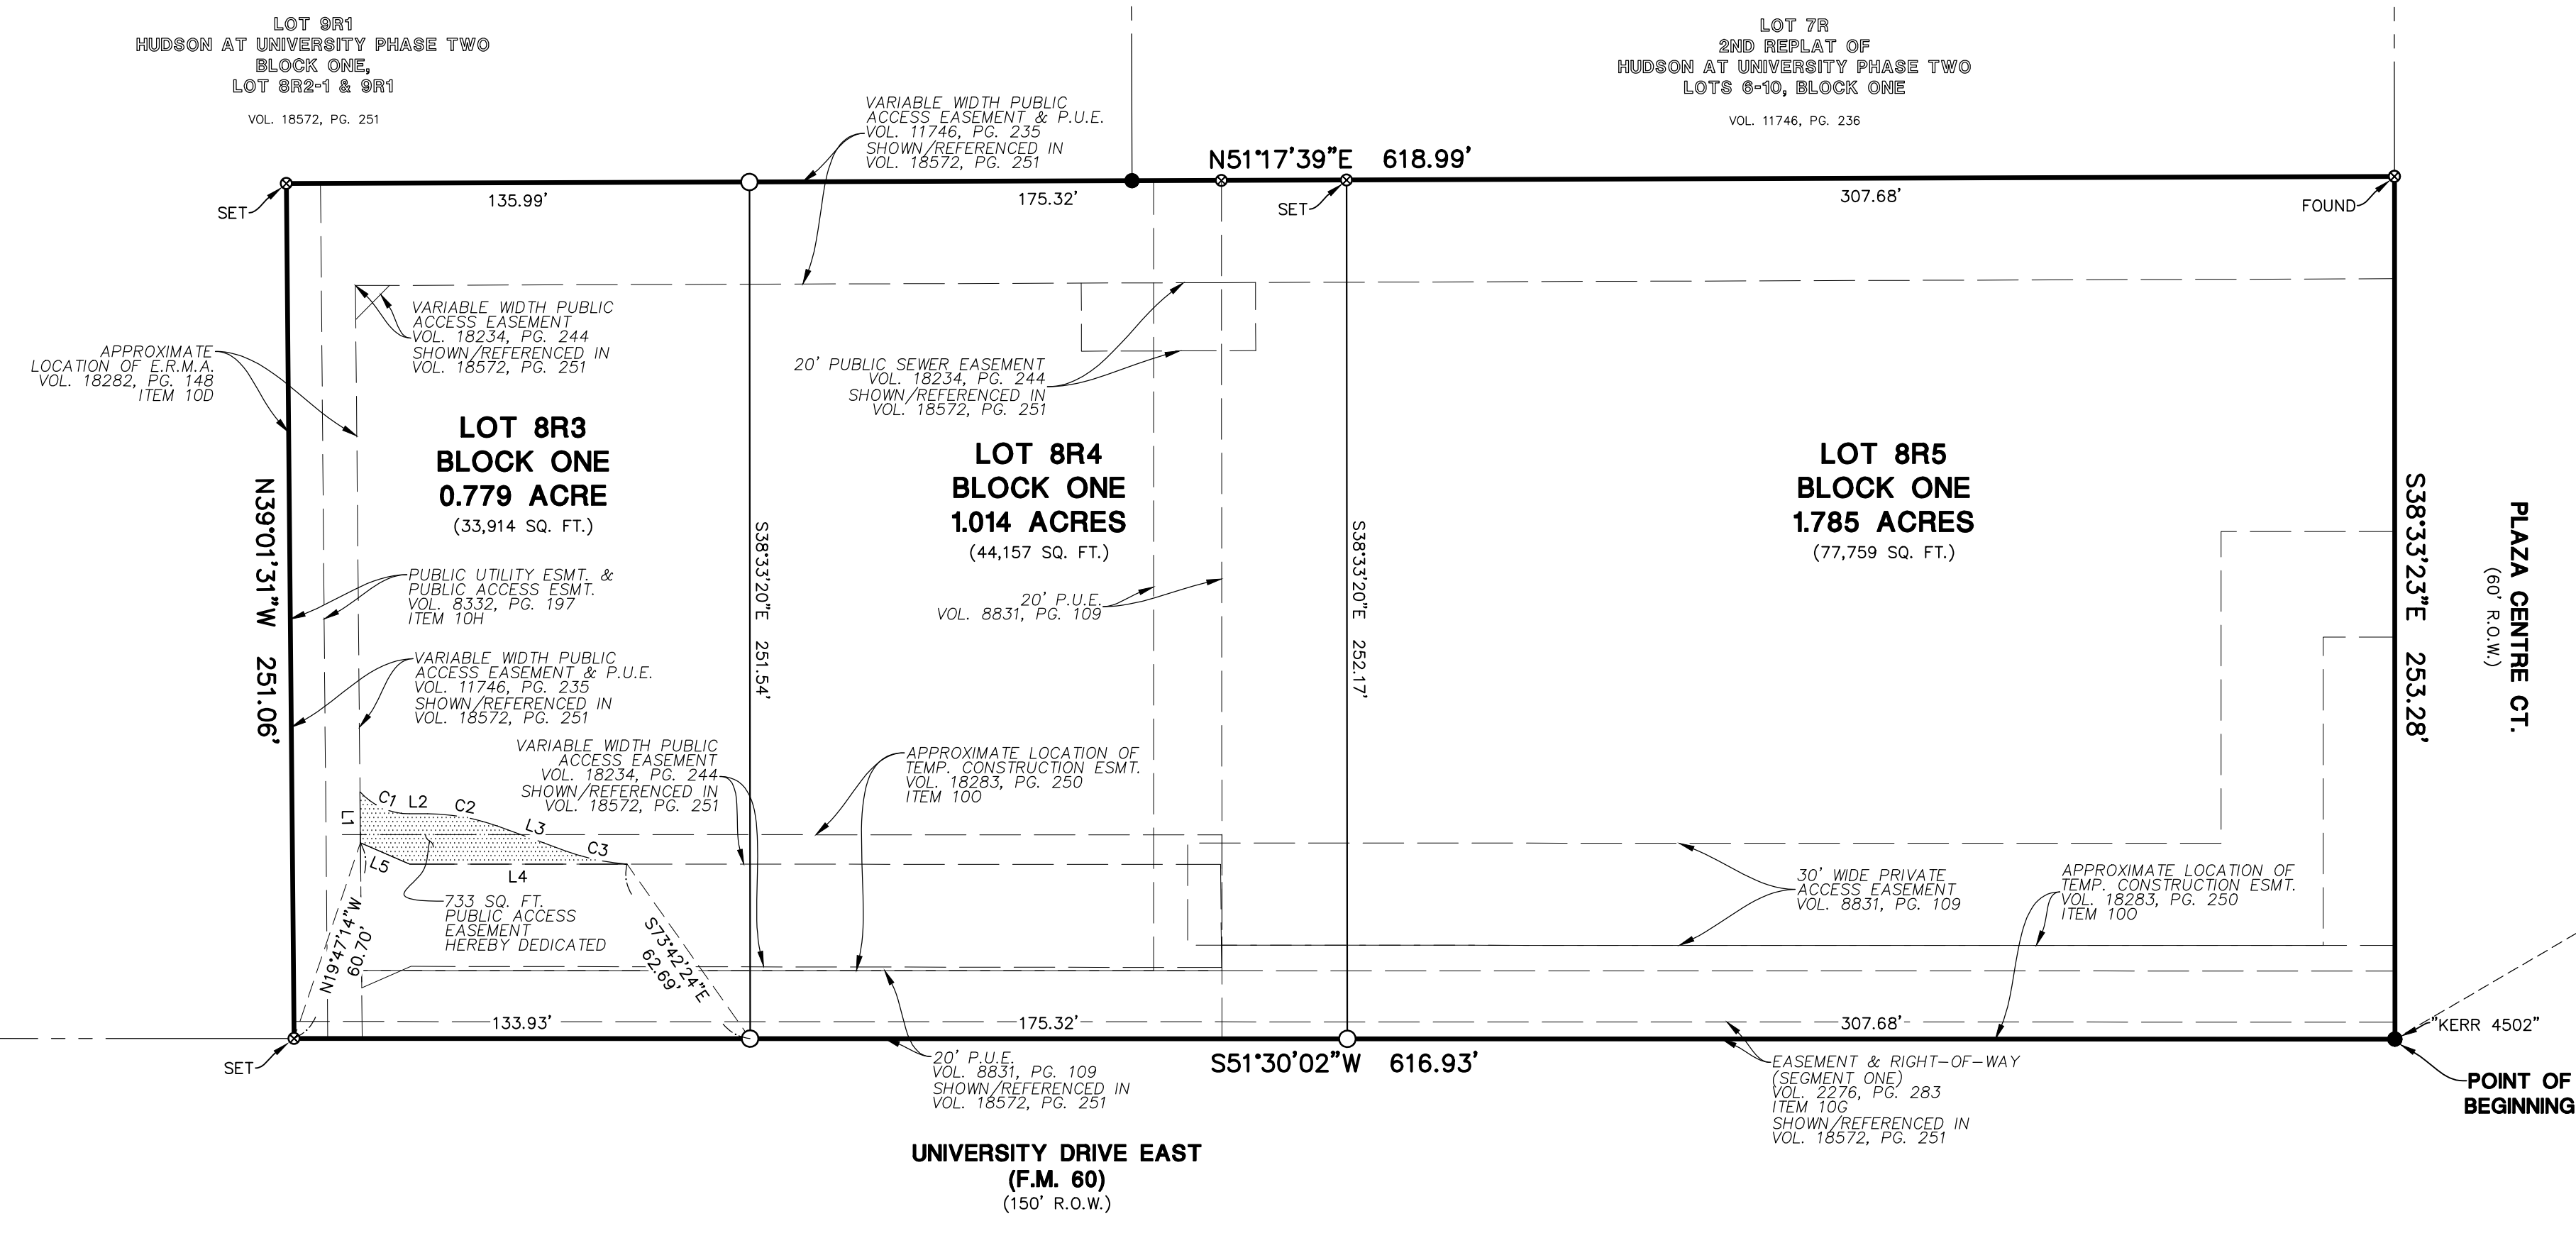 LOT 9R1
HUDSON AT UNIVERSITY PHASE TWO
BLOCK ONE,
LOT 8R2-1 & 9R1
VOL. 18572, PG. 251
LOT 7R
2ND REPLAT OF
HUDSON AT UNIVERSITY PHASE TWO
LOTS 6-10, BLOCK ONE
VOL. 11746, PG. 236
VARIABLE WIDTH PUBLIC
ACCESS EASEMENT & P.U.E.
VOL. 11746, PG. 235
SHOWN/REFERENCED IN
VOL. 18572, PG. 251
N51°17'39"E 618.99'
135.99'
175.32'
307.68'
SET
SET
FOUND
VARIABLE WIDTH PUBLIC
ACCESS EASEMENT
VOL. 18234, PG. 244
SHOWN/REFERENCED IN
VOL. 18572, PG. 251
APPROXIMATE
LOCATION OF E.R.M.A.
VOL. 18282, PG. 148
ITEM 10D
20' PUBLIC SEWER EASEMENT
VOL. 18234, PG. 244
SHOWN/REFERENCED IN
VOL. 18572, PG. 251
LOT 8R3
BLOCK ONE
0.779 ACRE
(33,914 SQ. FT.)
LOT 8R4
BLOCK ONE
1.014 ACRES
(44,157 SQ. FT.)
LOT 8R5
BLOCK ONE
1.785 ACRES
(77,759 SQ. FT.)
N39°01'31"W 251.06'
S38°33'20"E 251.54'
S38°33'20"E 252.17'
S38°33'23"E 253.28'
PLAZA CENTRE CT.
(60' R.O.W.)
PUBLIC UTILITY ESMT. &
PUBLIC ACCESS ESMT.
VOL. 8332, PG. 197
ITEM 10H
20' P.U.E.
VOL. 8831, PG. 109
VARIABLE WIDTH PUBLIC
ACCESS EASEMENT & P.U.E.
VOL. 11746, PG. 235
SHOWN/REFERENCED IN
VOL. 18572, PG. 251
VARIABLE WIDTH PUBLIC
ACCESS EASEMENT
VOL. 18234, PG. 244
SHOWN/REFERENCED IN
VOL. 18572, PG. 251
APPROXIMATE LOCATION OF
TEMP. CONSTRUCTION ESMT.
VOL. 18283, PG. 250
ITEM 10O
L1
C1
L2
C2
L3
C3
L5
L4
733 SQ. FT.
PUBLIC ACCESS
EASEMENT
HEREBY DEDICATED
N19°47'14"W
60.70'
S73°42'24"E
62.69'
30' WIDE PRIVATE
ACCESS EASEMENT
VOL. 8831, PG. 109
APPROXIMATE LOCATION OF
TEMP. CONSTRUCTION ESMT.
VOL. 18283, PG. 250
ITEM 10O
133.93'
175.32'
307.68'
SET
20' P.U.E.
VOL. 8831, PG. 109
SHOWN/REFERENCED IN
VOL. 18572, PG. 251
S51°30'02"W 616.93'
EASEMENT & RIGHT-OF-WAY
(SEGMENT ONE)
VOL. 2276, PG. 283
ITEM 10G
SHOWN/REFERENCED IN
VOL. 18572, PG. 251
"KERR 4502"
POINT OF
BEGINNING
UNIVERSITY DRIVE EAST
(F.M. 60)
(150' R.O.W.)